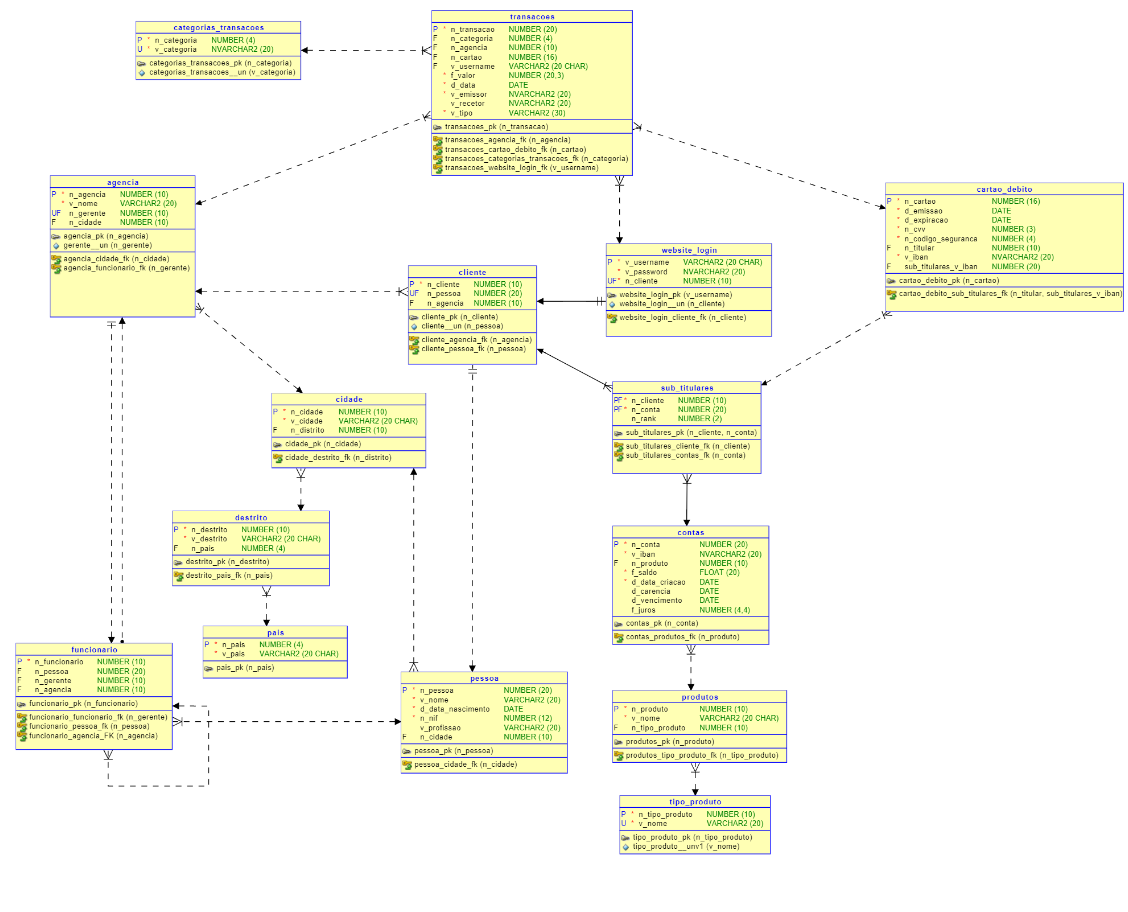 categorias_transacoes
P * n_categoria NUMBER (4)
U * v_categoria NVARCHAR2 (20)
categorias_transacoes_pk (n_categoria)
categorias_transacoes__un (v_categoria)
transacoes
P * n_transacao NUMBER (20)
F n_categoria NUMBER (4)
F n_agencia NUMBER (10)
F n_cartao NUMBER (16)
F v_username VARCHAR2 (20 CHAR)
* f_valor NUMBER (20,3)
* d_data DATE
* v_emissor NVARCHAR2 (20)
v_recetor NVARCHAR2 (20)
* v_tipo VARCHAR2 (30)
transacoes_pk (n_transacao)
transacoes_agencia_fk (n_agencia)
transacoes_cartao_debito_fk (n_cartao)
transacoes_categorias_transacoes_fk (n_categoria)
transacoes_website_login_fk (v_username)
agencia
P * n_agencia NUMBER (10)
* v_nome VARCHAR2 (20)
UF n_gerente NUMBER (10)
F n_cidade NUMBER (10)
agencia_pk (n_agencia)
gerente__un (n_gerente)
agencia_cidade_fk (n_cidade)
agencia_funcionario_fk (n_gerente)
cartao_debito
P * n_cartao NUMBER (16)
* d_emissao DATE
* d_expiracao DATE
* n_cvv NUMBER (3)
* n_codigo_seguranca NUMBER (4)
F n_titular NUMBER (10)
* v_iban NVARCHAR2 (20)
F sub_titulares_v_iban NUMBER (20)
cartao_debito_pk (n_cartao)
cartao_debito_sub_titulares_fk (n_titular, sub_titulares_v_iban)
website_login
P * v_username VARCHAR2 (20 CHAR)
* v_password NVARCHAR2 (20)
UF * n_cliente NUMBER (10)
website_login_pk (v_username)
website_login__un (n_cliente)
website_login_cliente_fk (n_cliente)
cliente
P * n_cliente NUMBER (10)
UF n_pessoa NUMBER (20)
F n_agencia NUMBER (10)
cliente_pk (n_cliente)
cliente__un (n_pessoa)
cliente_agencia_fk (n_agencia)
cliente_pessoa_fk (n_pessoa)
sub_titulares
PF * n_cliente NUMBER (10)
PF * n_conta NUMBER (20)
n_rank NUMBER (2)
sub_titulares_pk (n_cliente, n_conta)
sub_titulares_cliente_fk (n_cliente)
sub_titulares_contas_fk (n_conta)
cidade
P * n_cidade NUMBER (10)
* v_cidade VARCHAR2 (20 CHAR)
F n_distrito NUMBER (10)
cidade_pk (n_cidade)
cidade_destrito_fk (n_distrito)
destrito
P * n_destrito NUMBER (10)
* v_destrito VARCHAR2 (20 CHAR)
F n_pais NUMBER (4)
destrito_pk (n_destrito)
destrito_pais_fk (n_pais)
contas
P * n_conta NUMBER (20)
* v_iban NVARCHAR2 (20)
F n_produto NUMBER (10)
* f_saldo FLOAT (20)
* d_data_criacao DATE
d_carencia DATE
d_vencimento DATE
f_juros NUMBER (4,4)
contas_pk (n_conta)
contas_produtos_fk (n_produto)
pais
P * n_pais NUMBER (4)
* v_pais VARCHAR2 (20 CHAR)
pais_pk (n_pais)
funcionario
P * n_funcionario NUMBER (10)
F n_pessoa NUMBER (20)
F n_gerente NUMBER (10)
F n_agencia NUMBER (10)
funcionario_pk (n_funcionario)
funcionario_funcionario_fk (n_gerente)
funcionario_pessoa_fk (n_pessoa)
funcionario_agencia_FK (n_agencia)
pessoa
P * n_pessoa NUMBER (20)
* v_nome VARCHAR2 (20)
* d_data_nascimento DATE
* n_nif NUMBER (12)
v_profissao VARCHAR2 (20)
F n_cidade NUMBER (10)
pessoa_pk (n_pessoa)
pessoa_cidade_fk (n_cidade)
produtos
P * n_produto NUMBER (10)
* v_nome VARCHAR2 (20 CHAR)
F n_tipo_produto NUMBER (10)
produtos_pk (n_produto)
produtos_tipo_produto_fk (n_tipo_produto)
tipo_produto
P * n_tipo_produto NUMBER (10)
U * v_nome VARCHAR2 (20)
tipo_produto_pk (n_tipo_produto)
tipo_produto__unv1 (v_nome)